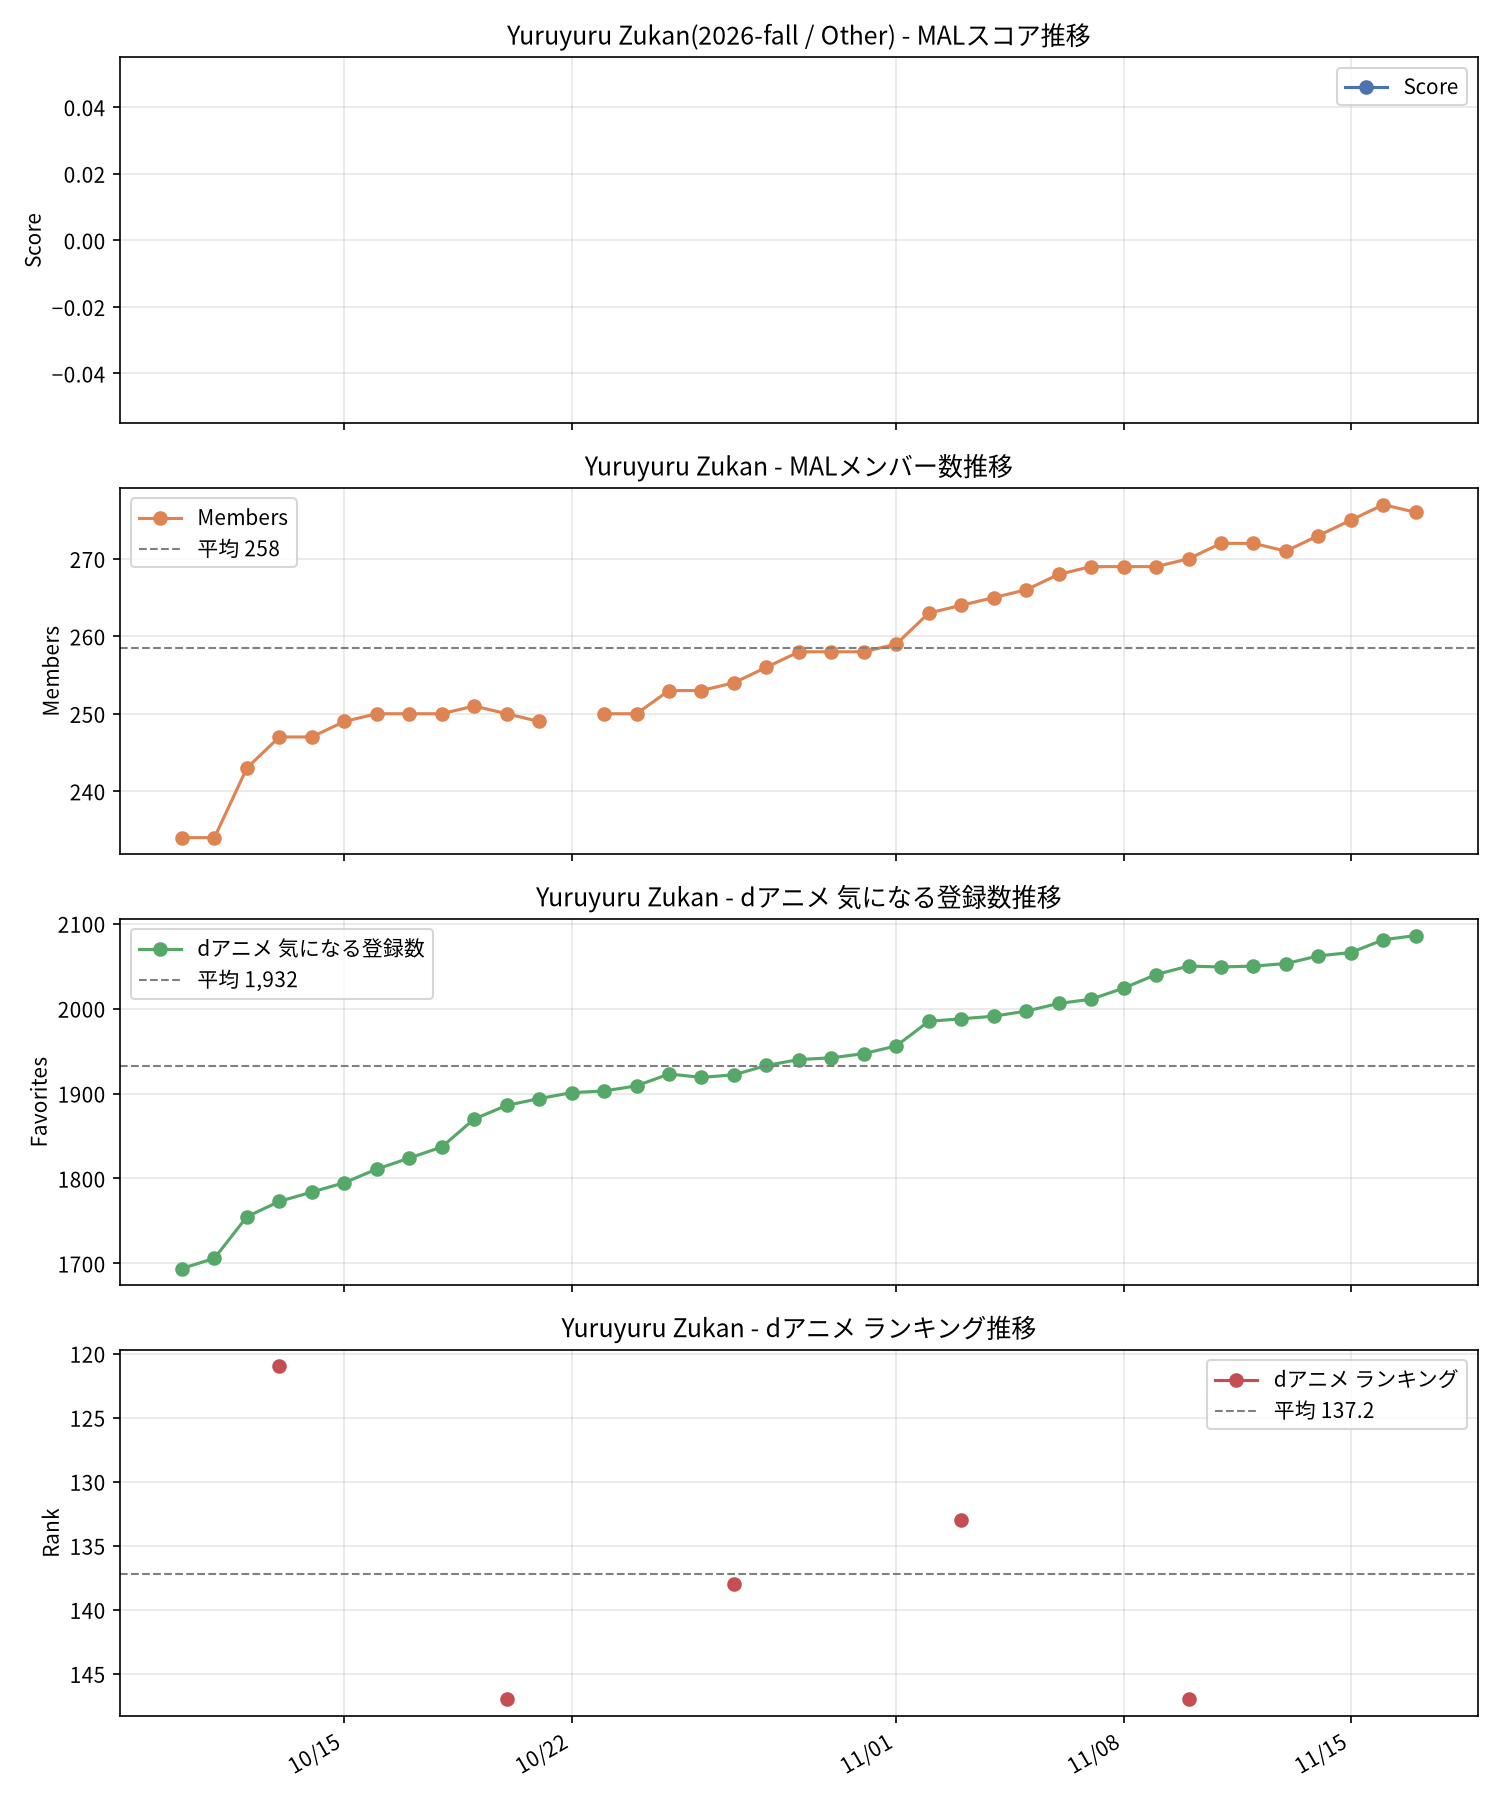 Yuruyuru Zukan(2026-fall / Other) - MALスコア推移
Score
0.04
0.02
0.00
−0.02
−0.04
Score
Yuruyuru Zukan - MALメンバー数推移
Members
平均 258
270
260
250
240
Members
Yuruyuru Zukan - dアニメ 気になる登録数推移
dアニメ 気になる登録数
平均 1,932
2100
2000
1900
1800
1700
Favorites
Yuruyuru Zukan - dアニメ ランキング推移
dアニメ ランキング
平均 137.2
120
125
130
135
140
145
Rank
10/15
10/22
11/01
11/08
11/15